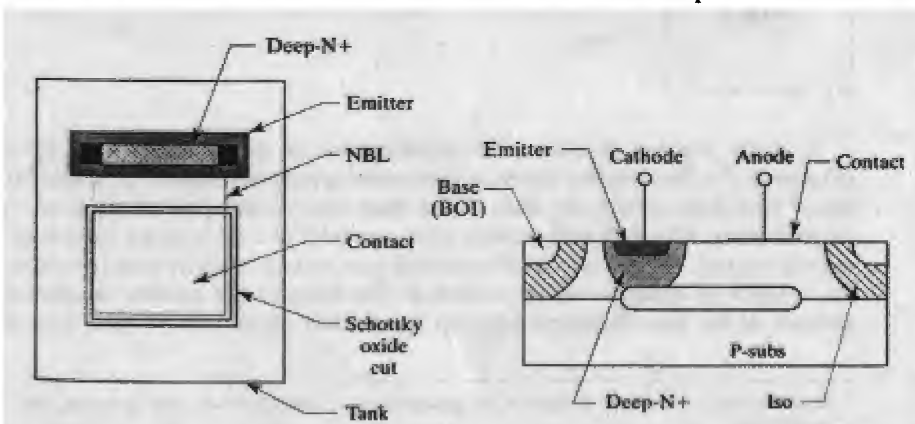 Deep-N+
Emitter
NBL
Contact
Schottky
oxide
cut
Tank
Emitter
Cathode
Anode
Contact
Base
(BOI)
P-subs
Deep-N+
Iso